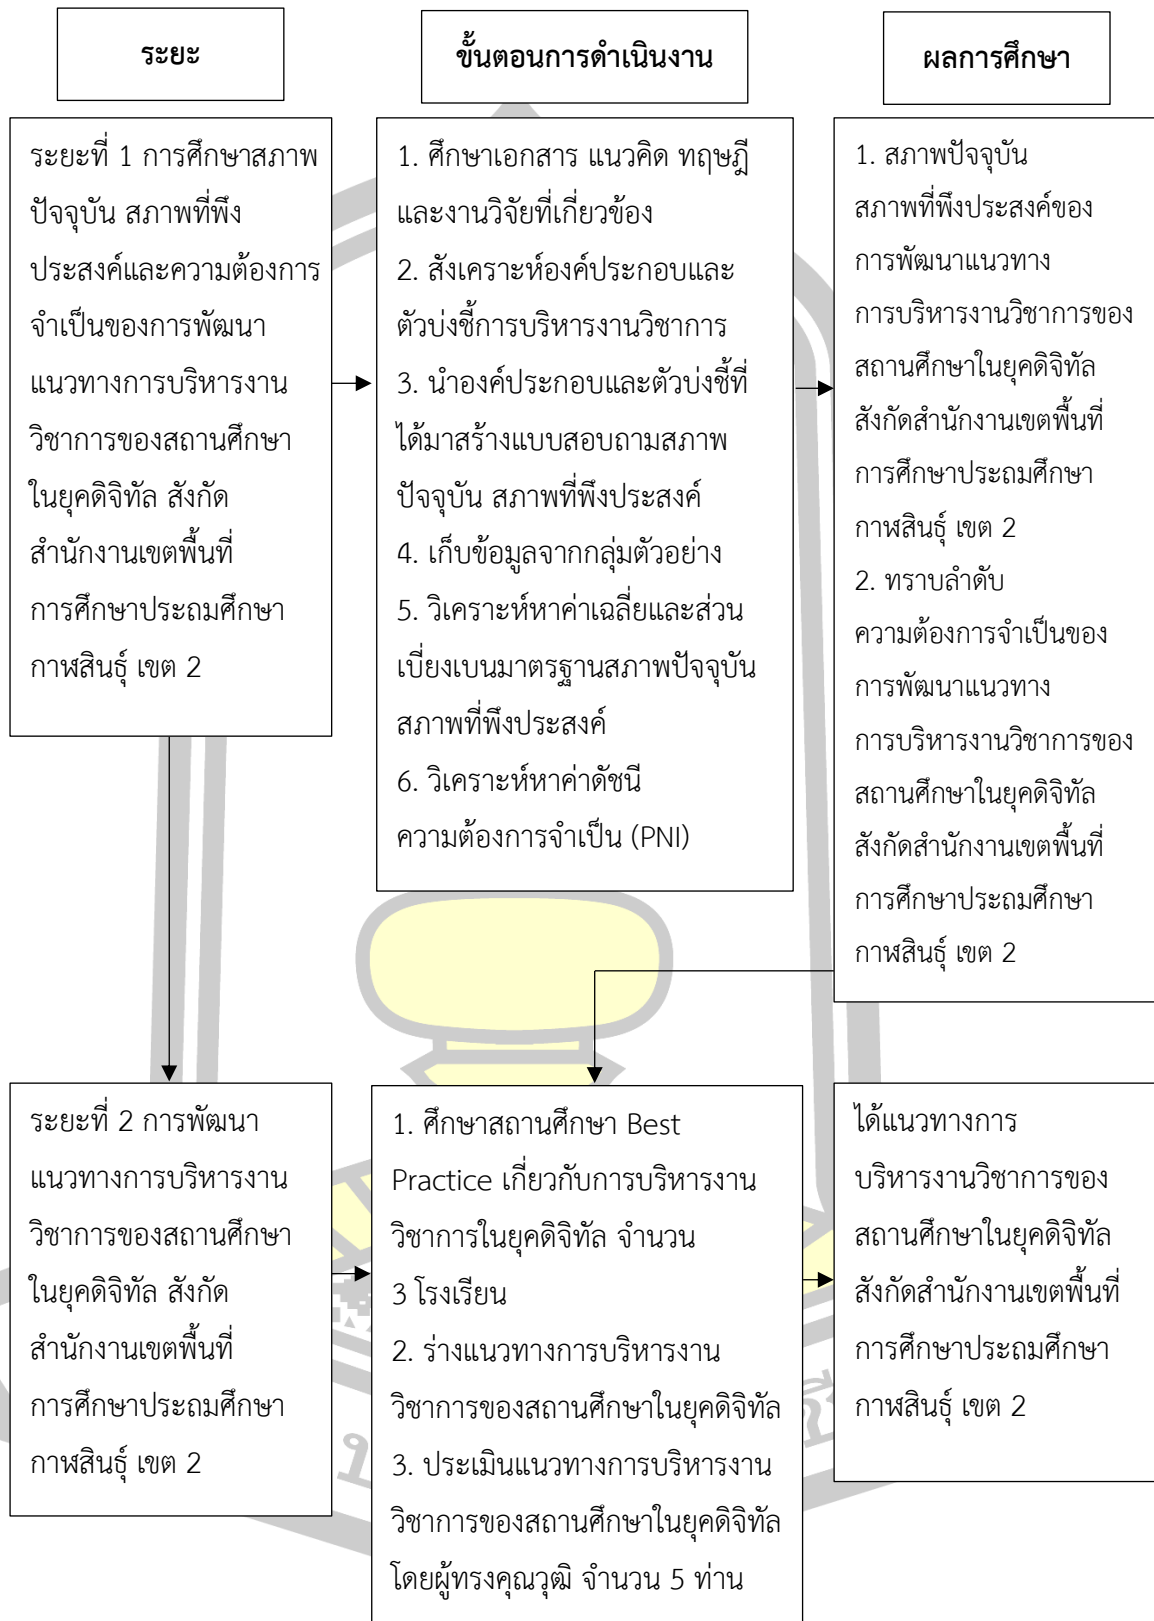 ระยะ
ขั้นตอนการดำเนินงาน
ผลการศึกษา
ระยะที่ 1 การศึกษาสภาพ
ปัจจุบัน สภาพที่พึง
ประสงค์และความต้องการ
จำเป็นของการพัฒนา
แนวทางการบริหารงาน
วิชาการของสถานศึกษา
ในยุคดิจิทัล สังกัด
สำนักงานเขตพื้นที่
การศึกษาประถมศึกษา
กาฬสินธุ์ เขต 2
1. ศึกษาเอกสาร แนวคิด ทฤษฎี
และงานวิจัยที่เกี่ยวข้อง
2. สังเคราะห์องค์ประกอบและ
ตัวบ่งชี้การบริหารงานวิชาการ
3. นำองค์ประกอบและตัวบ่งชี้ที่
ได้มาสร้างแบบสอบถามสภาพ
ปัจจุบัน สภาพที่พึงประสงค์
4. เก็บข้อมูลจากกลุ่มตัวอย่าง
5. วิเคราะห์หาค่าเฉลี่ยและส่วน
เบี่ยงเบนมาตรฐานสภาพปัจจุบัน
สภาพที่พึงประสงค์
6. วิเคราะห์หาค่าดัชนี
ความต้องการจำเป็น (PNI)
1. สภาพปัจจุบัน
สภาพที่พึงประสงค์ของ
การพัฒนาแนวทาง
การบริหารงานวิชาการของ
สถานศึกษาในยุคดิจิทัล
สังกัดสำนักงานเขตพื้นที่
การศึกษาประถมศึกษา
กาฬสินธุ์ เขต 2
2. ทราบลำดับ
ความต้องการจำเป็นของ
การพัฒนาแนวทาง
การบริหารงานวิชาการของ
สถานศึกษาในยุคดิจิทัล
สังกัดสำนักงานเขตพื้นที่
การศึกษาประถมศึกษา
กาฬสินธุ์ เขต 2
ระยะที่ 2 การพัฒนา
แนวทางการบริหารงาน
วิชาการของสถานศึกษา
ในยุคดิจิทัล สังกัด
สำนักงานเขตพื้นที่
การศึกษาประถมศึกษา
กาฬสินธุ์ เขต 2
1. ศึกษาสถานศึกษา Best
Practice เกี่ยวกับการบริหารงาน
วิชาการในยุคดิจิทัล จำนวน
3 โรงเรียน
2. ร่างแนวทางการบริหารงาน
วิชาการของสถานศึกษาในยุคดิจิทัล
3. ประเมินแนวทางการบริหารงาน
วิชาการของสถานศึกษาในยุคดิจิทัล
โดยผู้ทรงคุณวุฒิ จำนวน 5 ท่าน
ได้แนวทางการ
บริหารงานวิชาการของ
สถานศึกษาในยุคดิจิทัล
สังกัดสำนักงานเขตพื้นที่
การศึกษาประถมศึกษา
กาฬสินธุ์ เขต 2